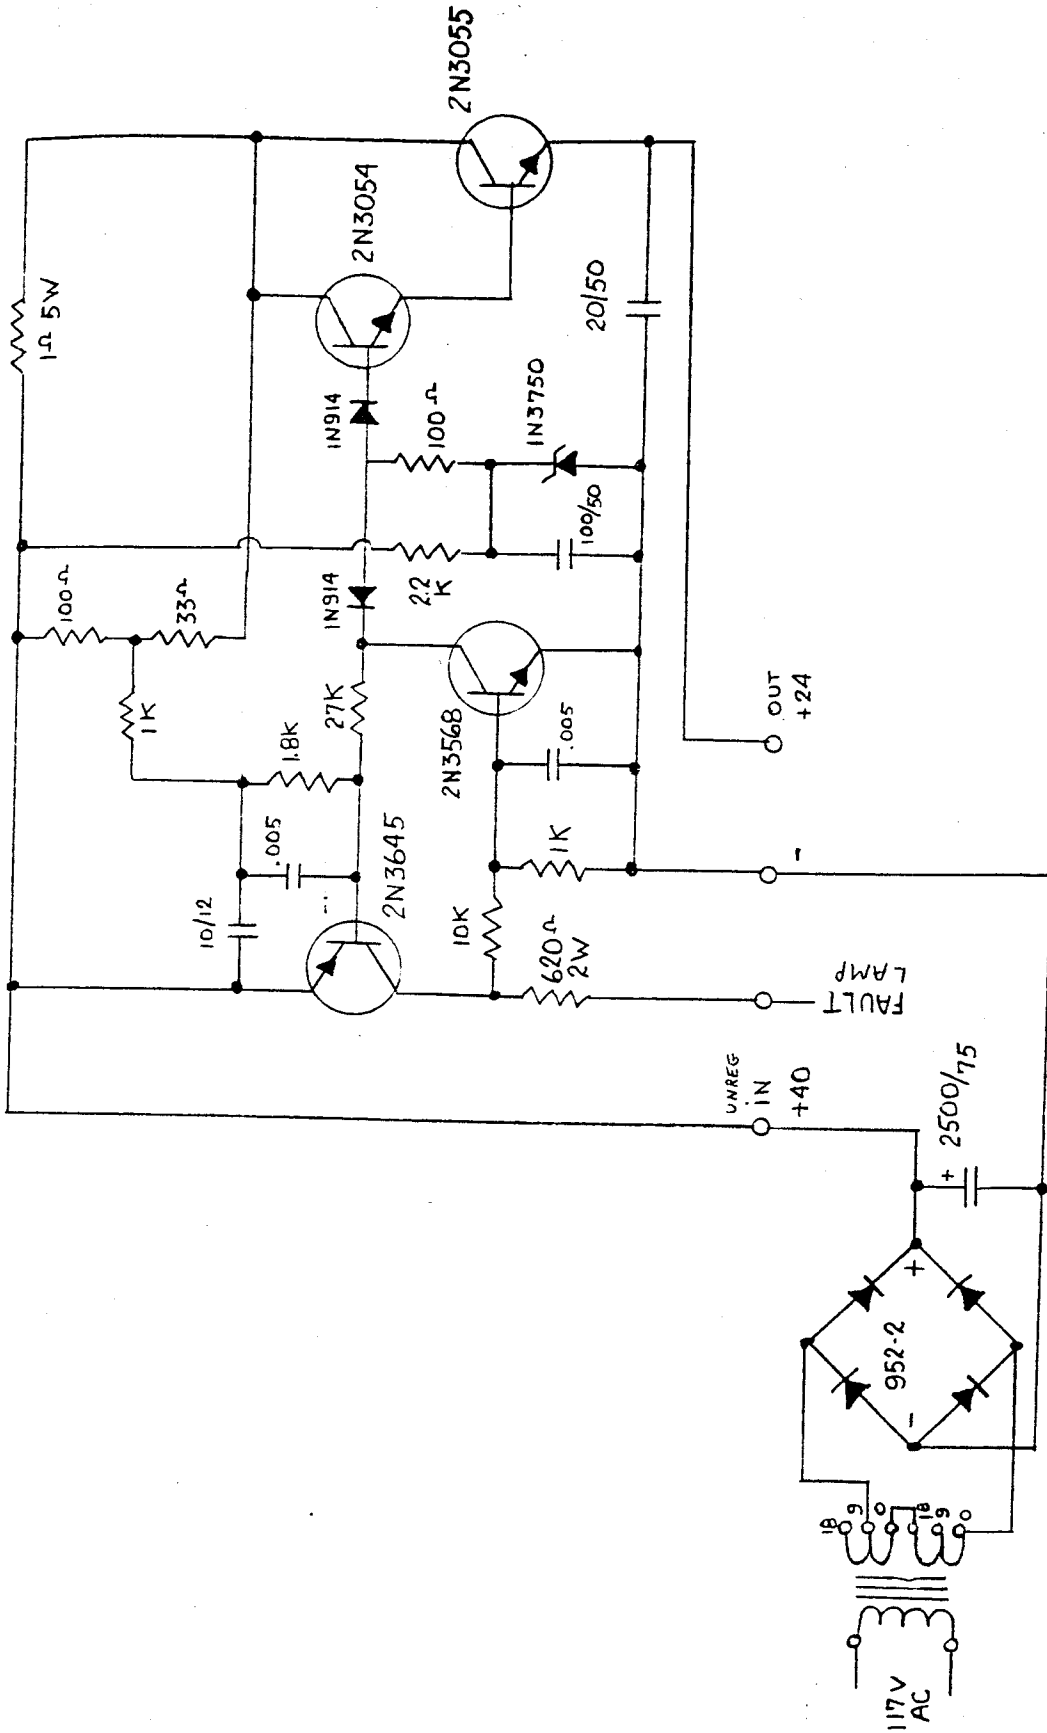 2N3055
1Ω 5W
2N3054
20/50
1N914
100Ω
1N3750
100/50
100Ω
33Ω
1N914
2.2
K
1K
27K
1.8K
2N3568
.005
OUT
+24
.005
2N3645
10/12
1K
10K
620Ω
2W
-
FAULT
LAMP
UNREG
IN
+40
+
2500/75
+
952-2
-
18
9
0
18
9
0
117V
AC